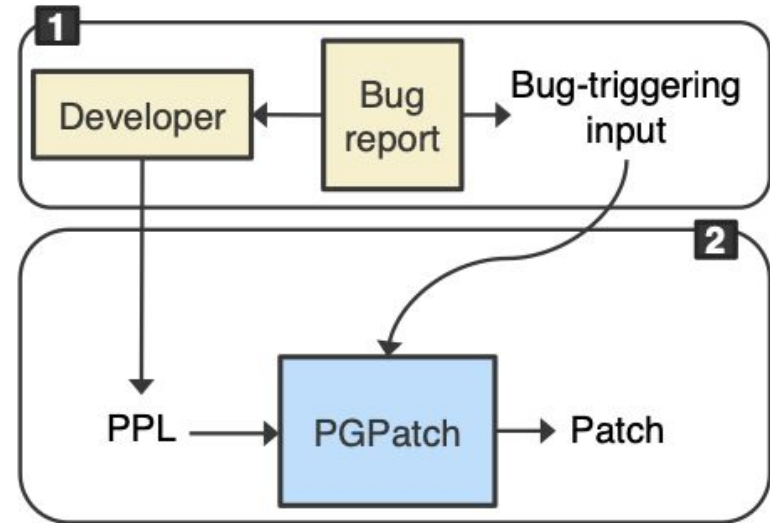 1
Developer
Bug
report
Bug-triggering
input
2
PPL
PGPatch
Patch